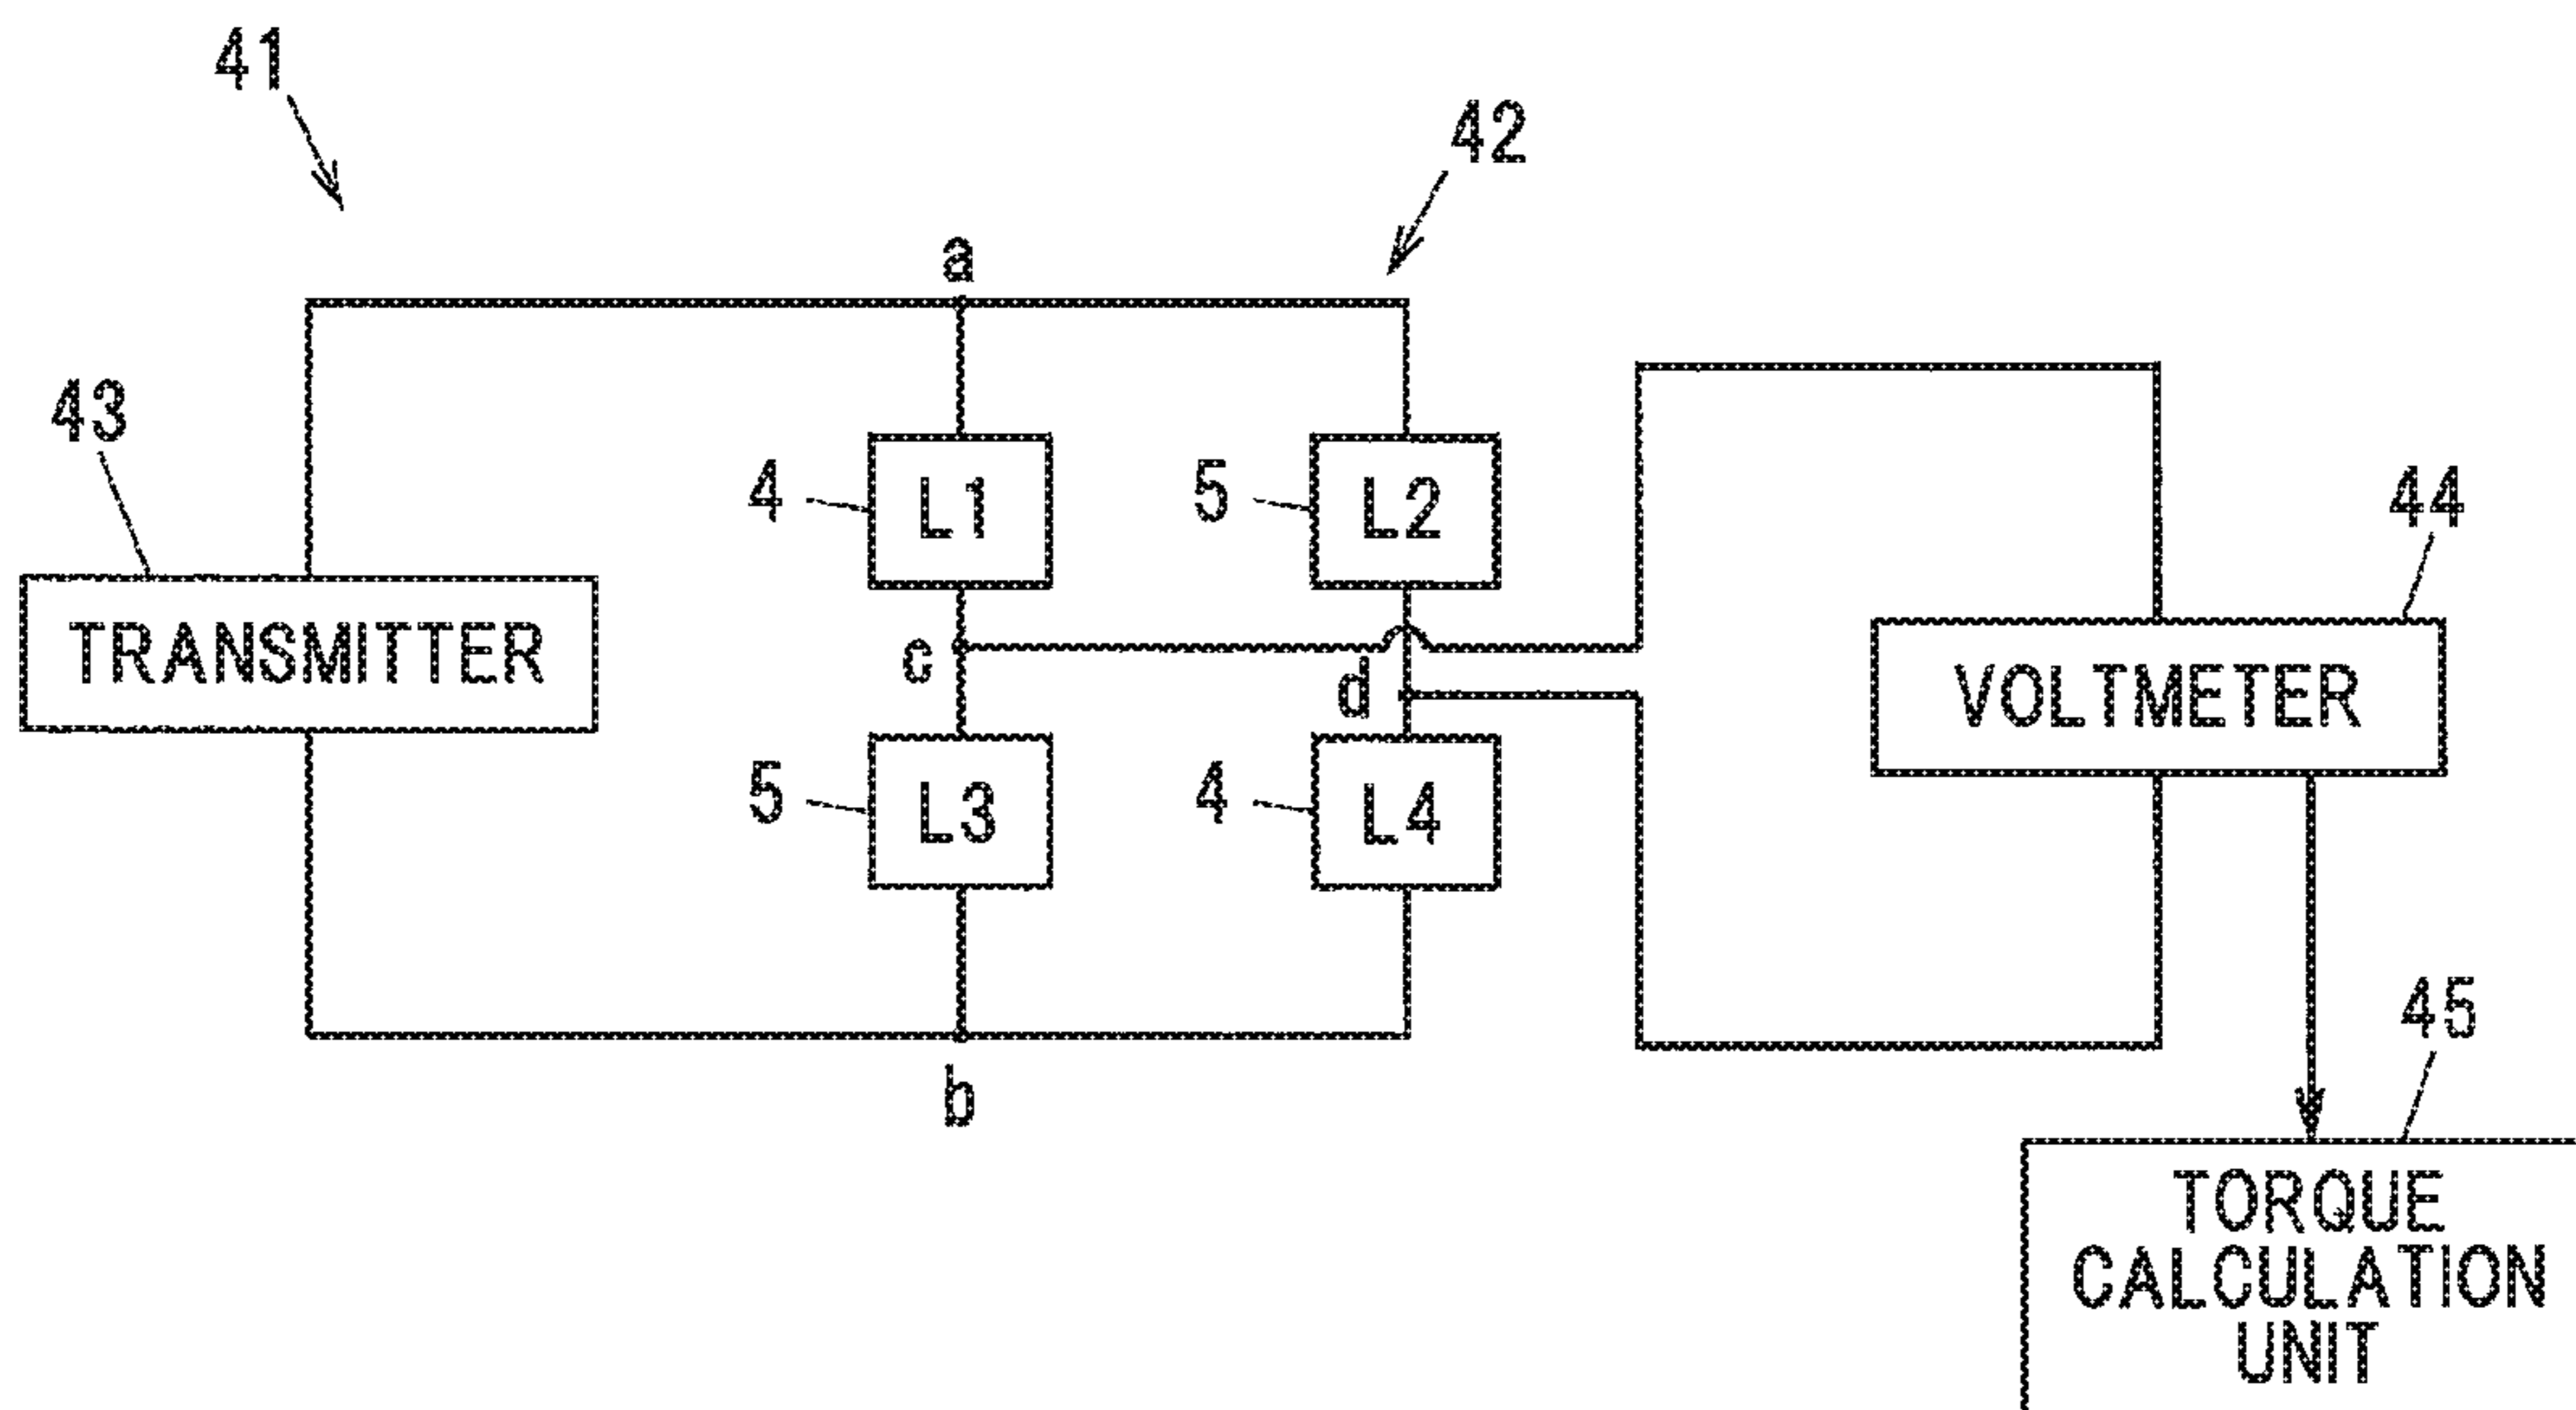 41
42
a
43
4
L1
5
L2
44
TRANSMITTER
c
d
VOLTMETER
5
L3
4
L4
45
b
TORQUE
CALCULATION
UNIT